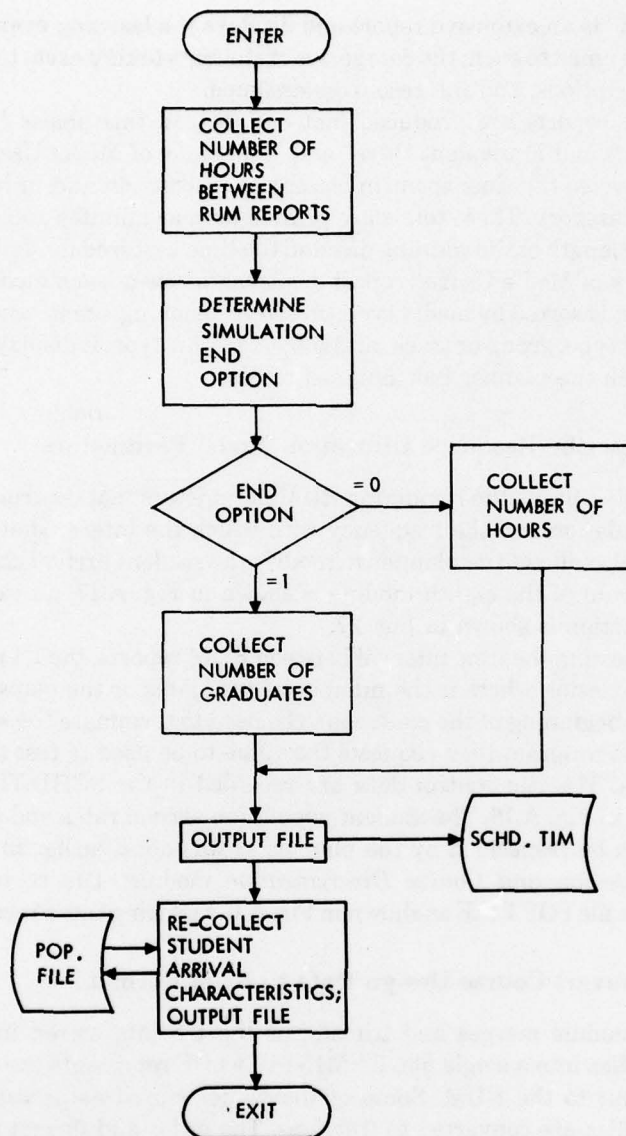 ENTER
COLLECT
NUMBER OF
HOURS
BETWEEN
RUM REPORTS
DETERMINE
SIMULATION
END
OPTION
END
OPTION
=0
COLLECT
NUMBER OF
HOURS
=1
COLLECT
NUMBER OF
GRADUATES
OUTPUT FILE
SCHD. TIM
POP.
FILE
RE-COLLECT
STUDENT
ARRIVAL
CHARACTERISTICS;
OUTPUT FILE
EXIT